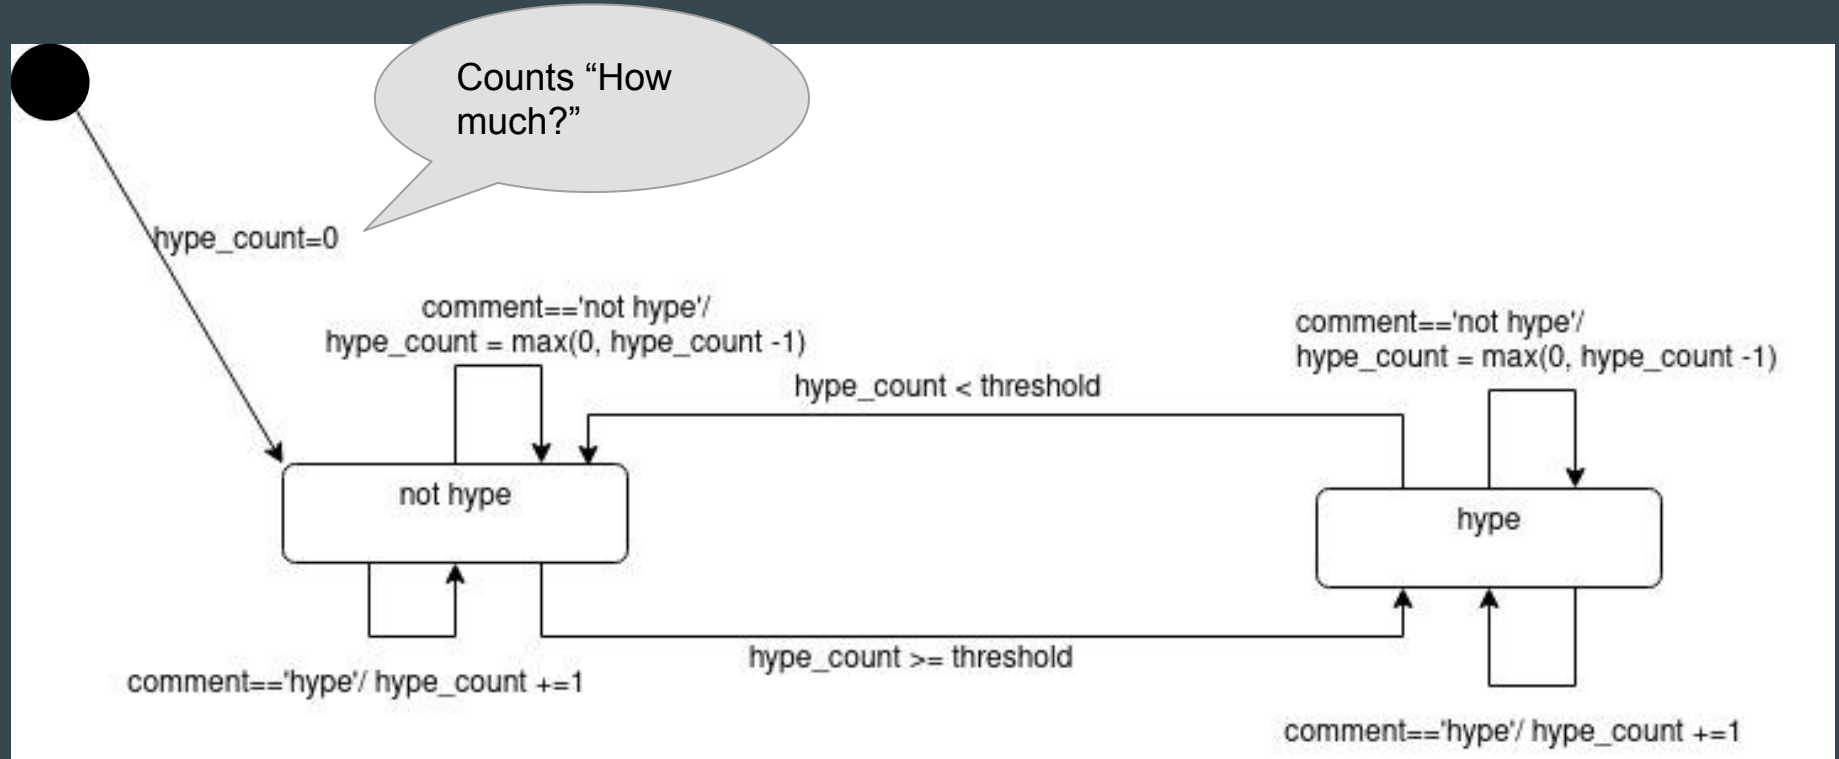 Counts “How
much?”
hype_count=0
comment=='not hype'/
hype_count = max(0, hype_count -1)
comment=='not hype'/
hype_count = max(0, hype_count -1)
hype_count < threshold
not hype
hype
hype_count >= threshold
comment=='hype'/ hype_count +=1
comment=='hype'/ hype_count +=1